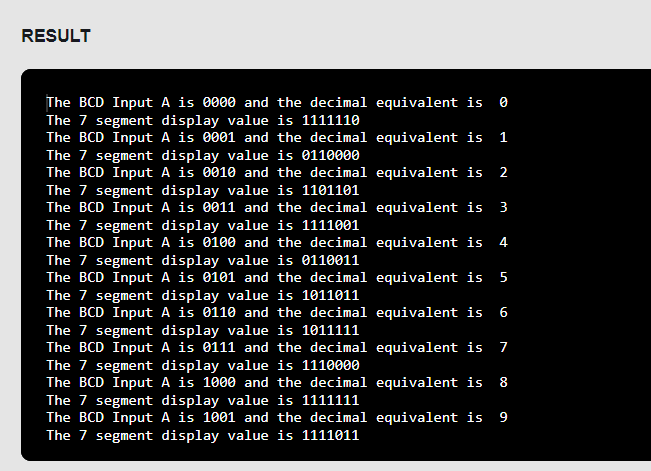 RESULT
The BCD Input A is 0000 and the decimal equivalent is  0
The 7 segment display value is 1111110
The BCD Input A is 0001 and the decimal equivalent is  1
The 7 segment display value is 0110000
The BCD Input A is 0010 and the decimal equivalent is  2
The 7 segment display value is 1101101
The BCD Input A is 0011 and the decimal equivalent is  3
The 7 segment display value is 1111001
The BCD Input A is 0100 and the decimal equivalent is  4
The 7 segment display value is 0110011
The BCD Input A is 0101 and the decimal equivalent is  5
The 7 segment display value is 1011011
The BCD Input A is 0110 and the decimal equivalent is  6
The 7 segment display value is 1011111
The BCD Input A is 0111 and the decimal equivalent is  7
The 7 segment display value is 1110000
The BCD Input A is 1000 and the decimal equivalent is  8
The 7 segment display value is 1111111
The BCD Input A is 1001 and the decimal equivalent is  9
The 7 segment display value is 1111011